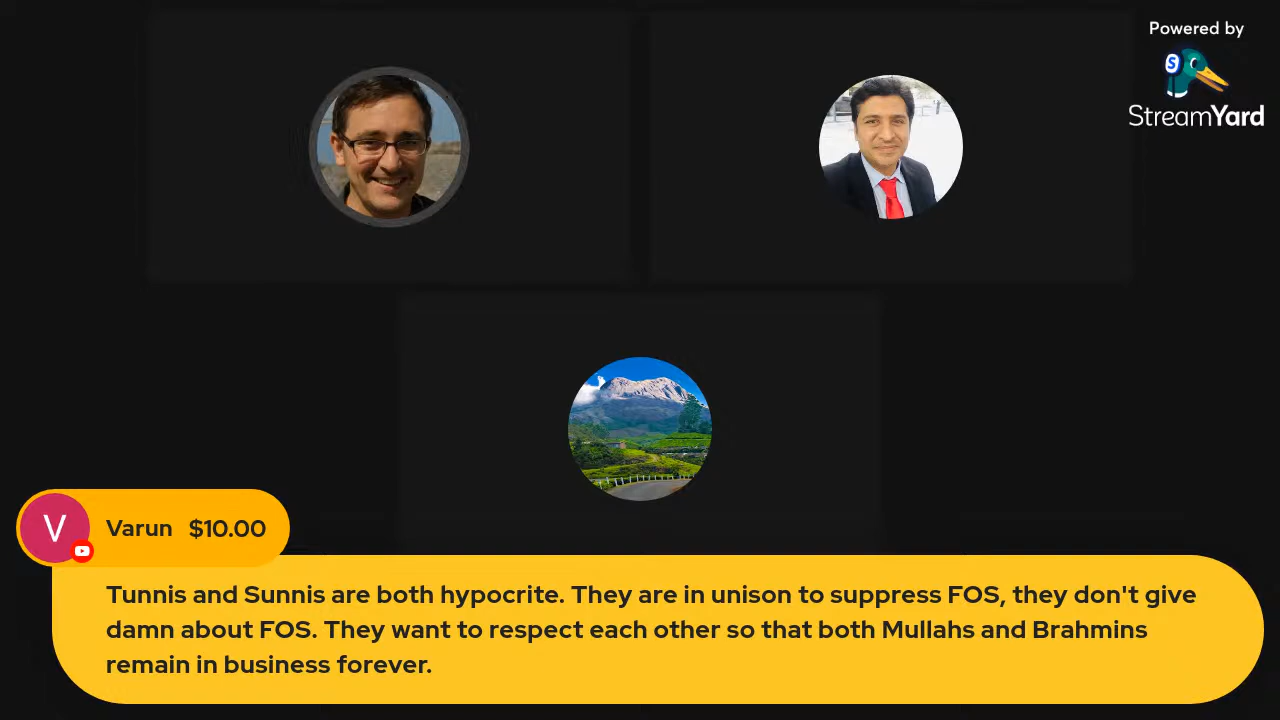 Powered by
S
StreamYard
V
Varun $10.00
Tunnis and Sunnis are both hypocrite. They are in unison to suppress FOS, they don't give
damn about FOS. They want to respect each other so that both Mullahs and Brahmins
remain in business forever.